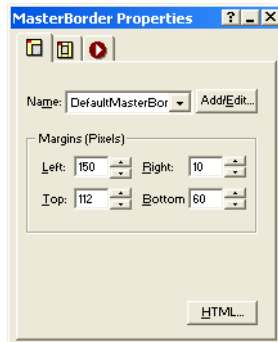 MasterBorder Properties
Name: DefaultMasterBor Add/Edit...
Margins (Pixels)
Left: 150 Right: 10
Top: 112 Bottom 60
HTML...